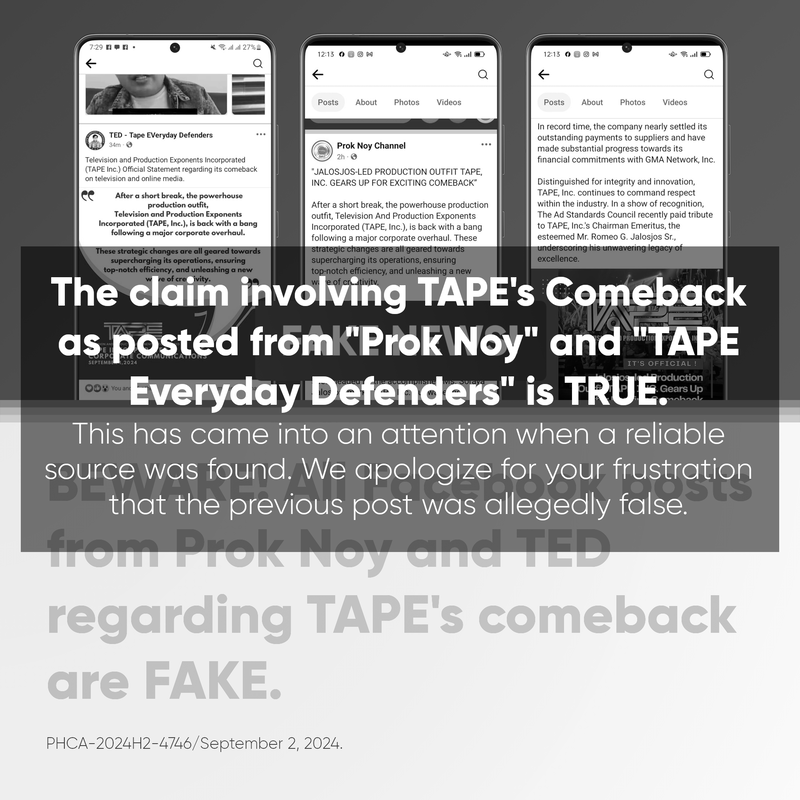 7:29
27%
TED - Tape EVeryday Defenders
34m
Television and Production Exponents Incorporated
(TAPE Inc.) Official Statement regarding its comeback
on television and online media.
After a short break, the powerhouse
production outfit,
Television and Production Exponents
Incorporated (TAPE, Inc.), is back with a bang
following a major corporate overhaul.
These strategic changes are all geared towards
supercharging its operations, ensuring
top-notch efficiency, and unleashing a new
wave of creativity.
12:13
Posts About Photos Videos
Prok Noy Channel
2h
"JALOSJOS-LED PRODUCTION OUTFIT TAPE,
INC. GEARS UP FOR EXCITING COMEBACK"
After a short break, the powerhouse production
outfit, Television And Production Exponents
Incorporated (TAPE, Inc.), is back with a bang
following a major corporate overhaul. These
strategic changes are all geared towards
supercharging its operations, ensuring
top-notch efficiency, and unleashing a new
wave of creativity.
12:13
Posts About Photos Videos
In record time, the company nearly settled its
outstanding payments to suppliers and have
made substantial progress towards its
financial commitments with GMA Network, Inc.
Distinguished for integrity and innovation,
TAPE, Inc. continues to command respect
within the industry. In a show of recognition,
The Ad Standards Council recently paid tribute
to TAPE, Inc.'s Chairman Emeritus, the
esteemed Mr. Romeo G. Jalosjos Sr.,
underscoring his unwavering legacy of
excellence.
TAPE
IT'S OFFICIAL!
FAKE NEWS!
CORPORATE COMMUNICATIONS
The claim involving TAPE's Comeback
as posted from "Prok Noy" and "TAPE
Everyday Defenders" is TRUE.
This has came into an attention when a reliable
source was found. We apologize for your frustration
that the previous post was allegedly false.
BEWARE! All Facebook posts
from Prok Noy and TED
regarding TAPE's comeback
are FAKE.
PHCA-2024H2-4746/September 2, 2024.